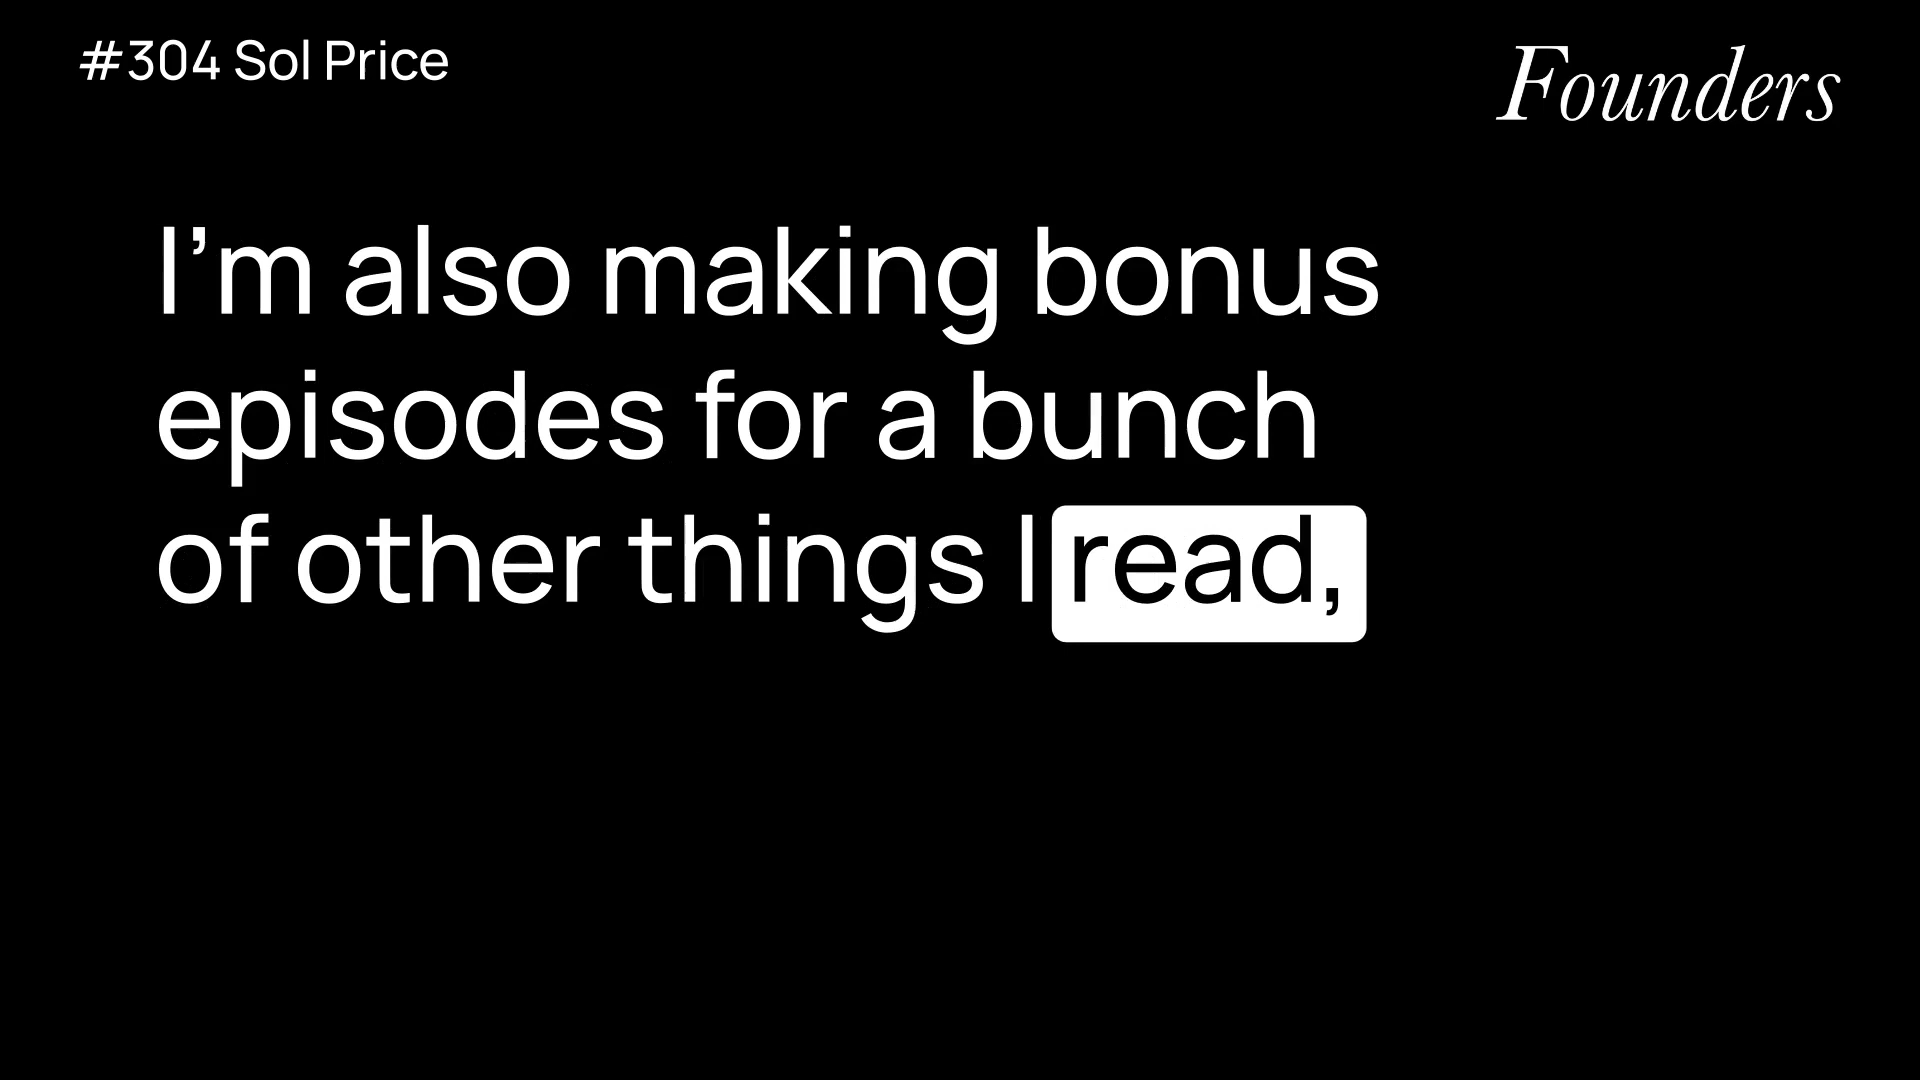 #304 Sol Price
Founders
I’m also making bonus
episodes for a bunch
of other things I read,